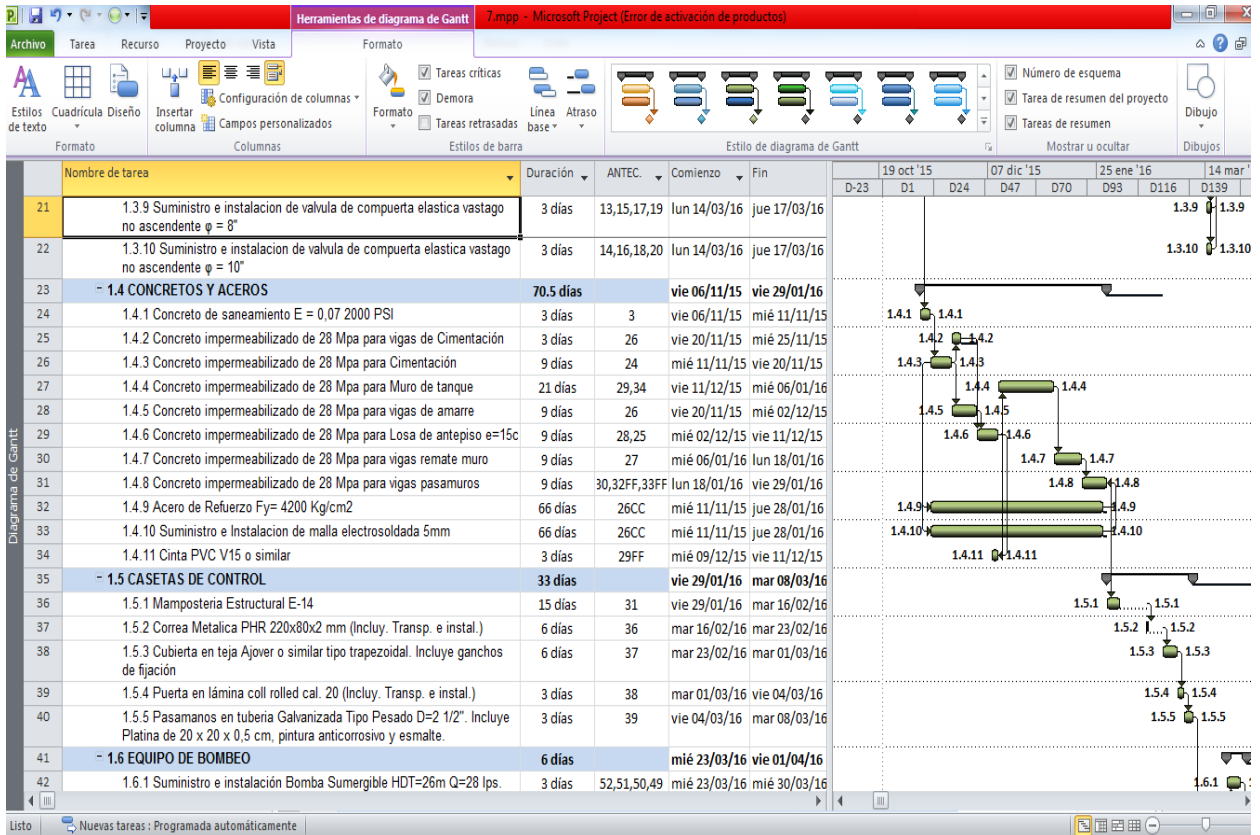 Herramientas de diagrama de Gantt 7.mpp - Microsoft Project (Error de activación de productos)
Archivo Tarea Recurso Proyecto Vista Formato
Estilos de texto Cuadrícula Diseño
Formato
Insertar columna Configuración de columnas
Campos personalizados
Columnas
Formato Tareas críticas
Demora
Tareas retrasadas
Línea base Atraso
Estilos de barra
Estilo de diagrama de Gantt
Número de esquema
Tarea de resumen del proyecto
Tareas de resumen
Mostrar u ocultar
Dibujo
Dibujos
Nombre de tarea Duración ANTEC. Comienzo Fin
19 oct '15 07 dic '15 25 ene '16 14 mar '
D-23 D1 D24 D47 D70 D93 D116 D139
21 1.3.9 Suministro e instalacion de valvula de compuerta elastica vastago 3 días 13,15,17,19 lun 14/03/16 jue 17/03/16 1.3.9 1.3.9
no ascendente φ = 8"
22 1.3.10 Suministro e instalacion de valvula de compuerta elastica vastago 3 días 14,16,18,20 lun 14/03/16 jue 17/03/16 1.3.10 1.3.10
no ascendente φ = 10"
23 - 1.4 CONCRETOS Y ACEROS 70.5 días vie 06/11/15 vie 29/01/16
24 1.4.1 Concreto de saneamiento E = 0,07 2000 PSI 3 días 3 vie 06/11/15 mié 11/11/15 1.4.1 1.4.1
25 1.4.2 Concreto impermeabilizado de 28 Mpa para vigas de Cimentación 3 días 26 vie 20/11/15 mié 25/11/15 1.4.2 1.4.2
26 1.4.3 Concreto impermeabilizado de 28 Mpa para Cimentación 9 días 24 mié 11/11/15 vie 20/11/15 1.4.3 1.4.3
27 1.4.4 Concreto impermeabilizado de 28 Mpa para Muro de tanque 21 días 29,34 vie 11/12/15 mié 06/01/16 1.4.4 1.4.4
28 1.4.5 Concreto impermeabilizado de 28 Mpa para vigas de amarre 9 días 26 vie 20/11/15 mié 02/12/15 1.4.5 1.4.5
29 1.4.6 Concreto impermeabilizado de 28 Mpa para Losa de antepiso e=15c 9 días 28,25 mié 02/12/15 vie 11/12/15 1.4.6 1.4.6
30 1.4.7 Concreto impermeabilizado de 28 Mpa para vigas remate muro 9 días 27 mié 06/01/16 lun 18/01/16 1.4.7 1.4.7
31 1.4.8 Concreto impermeabilizado de 28 Mpa para vigas pasamuros 9 días 30,32FF,33FF lun 18/01/16 vie 29/01/16 1.4.8 1.4.8
32 1.4.9 Acero de Refuerzo Fy= 4200 Kg/cm2 66 días 26CC mié 11/11/15 jue 28/01/16 1.4.9 1.4.9
33 1.4.10 Suministro e Instalacion de malla electrosoldada 5mm 66 días 26CC mié 11/11/15 jue 28/01/16 1.4.10 1.4.10
34 1.4.11 Cinta PVC V15 o similar 3 días 29FF mié 09/12/15 vie 11/12/15 1.4.11 1.4.11
35 - 1.5 CASETAS DE CONTROL 33 días vie 29/01/16 mar 08/03/16
36 1.5.1 Mamposteria Estructural E-14 15 días 31 vie 29/01/16 mar 16/02/16 1.5.1 1.5.1
37 1.5.2 Correa Metalica PHR 220x80x2 mm (Incluy. Transp. e instal.) 6 días 36 mar 16/02/16 mar 23/02/16 1.5.2 1.5.2
38 1.5.3 Cubierta en teja Ajover o similar tipo trapezoidal. Incluye ganchos 6 días 37 mar 23/02/16 mar 01/03/16 1.5.3 1.5.3
de fijación
39 1.5.4 Puerta en lámina coll rolled cal. 20 (Incluy. Transp. e instal.) 3 días 38 mar 01/03/16 vie 04/03/16 1.5.4 1.5.4
40 1.5.5 Pasamanos en tuberia Galvanizada Tipo Pesado D=2 1/2". Incluye 3 días 39 vie 04/03/16 mar 08/03/16 1.5.5 1.5.5
Platina de 20 x 20 x 0,5 cm, pintura anticorrosivo y esmalte.
41 - 1.6 EQUIPO DE BOMBEO 6 días mié 23/03/16 vie 01/04/16
42 1.6.1 Suministro e instalación Bomba Sumergible HDT=26m Q=28 lps. 3 días 52,51,50,49 mié 23/03/16 mié 30/03/16 1.6.1
Diagrama de Gantt
Listo Nuevas tareas : Programada automáticamente